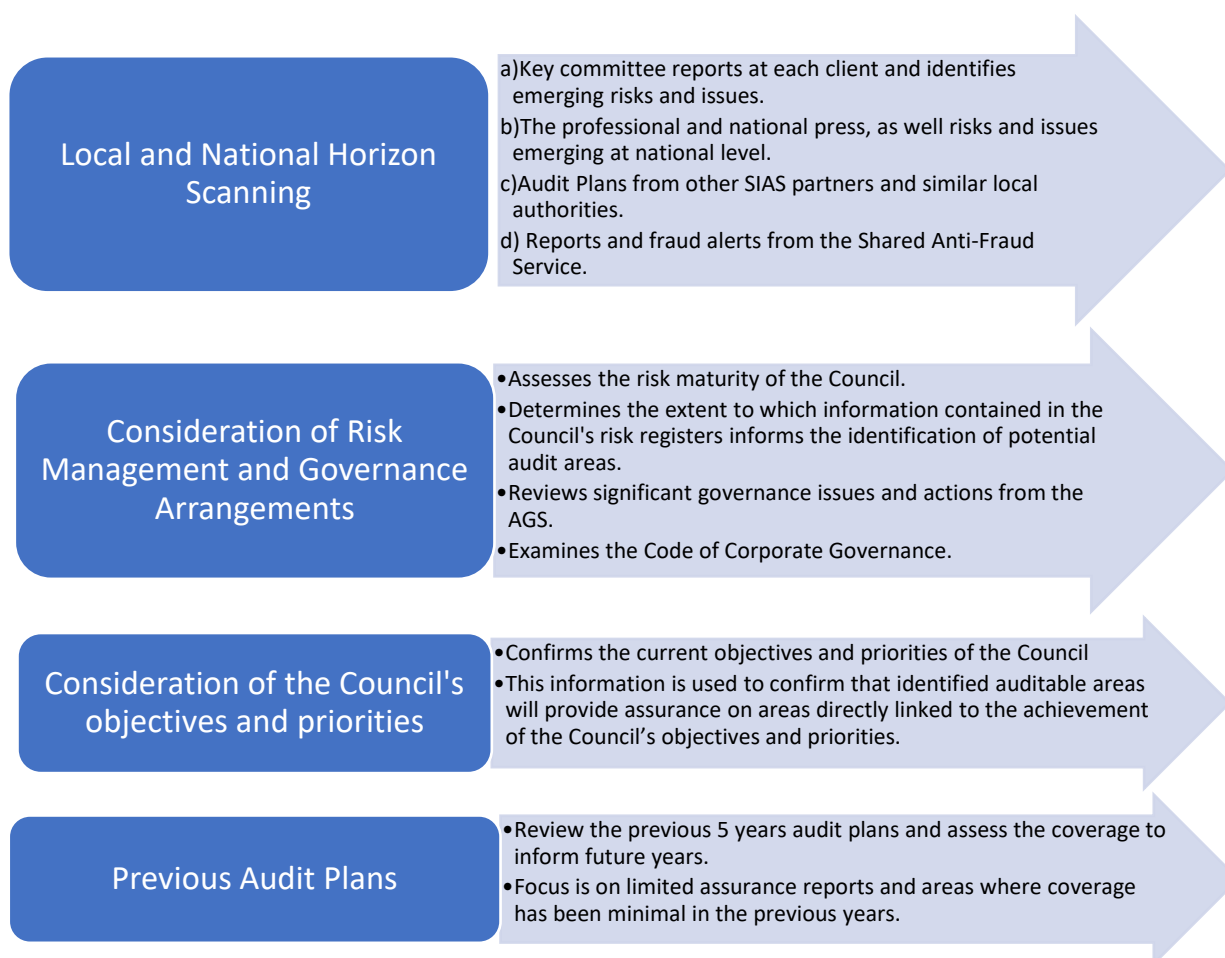 Local and National Horizon
Scanning
a)Key committee reports at each client and identifies
emerging risks and issues.
b)The professional and national press, as well risks and issues
emerging at national level.
c)Audit Plans from other SIAS partners and similar local
authorities.
d) Reports and fraud alerts from the Shared Anti-Fraud
Service.
Consideration of Risk
Management and Governance
Arrangements
•Assesses the risk maturity of the Council.
•Determines the extent to which information contained in the
Council's risk registers informs the identification of potential
audit areas.
•Reviews significant governance issues and actions from the
AGS.
•Examines the Code of Corporate Governance.
Consideration of the Council's
objectives and priorities
•Confirms the current objectives and priorities of the Council
•This information is used to confirm that identified auditable areas
will provide assurance on areas directly linked to the achievement
of the Council’s objectives and priorities.
Previous Audit Plans
•Review the previous 5 years audit plans and assess the coverage to
inform future years.
•Focus is on limited assurance reports and areas where coverage
has been minimal in the previous years.